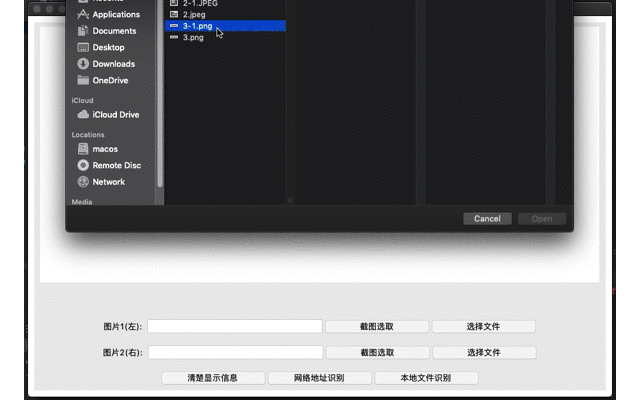 2-1.JPEG
Applications
2.jpeg
3-1.png
Documents
3.png
Desktop
Downloads
OneDrive
iCloud
iCloud Drive
Locations
macos
Remote Disc
Network
Media
Cancel
Open
图片1(左):
截图选取
选择文件
图片2(右):
截图选取
选择文件
清楚显示信息
网络地址识别
本地文件识别